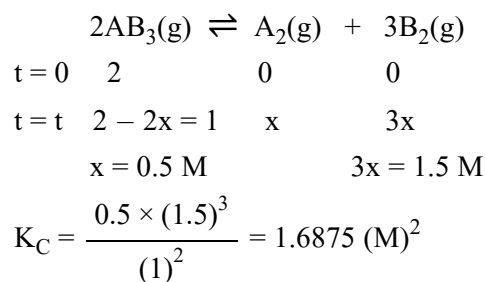 2AB₃(g) ⇌ A₂(g) + 3B₂(g)
t = 0 2 0 0
t = t 2 – 2x = 1 x 3x
x = 0.5 M 3x = 1.5 M
K_C = (0.5 × (1.5)³)/(1)² = 1.6875 (M)²